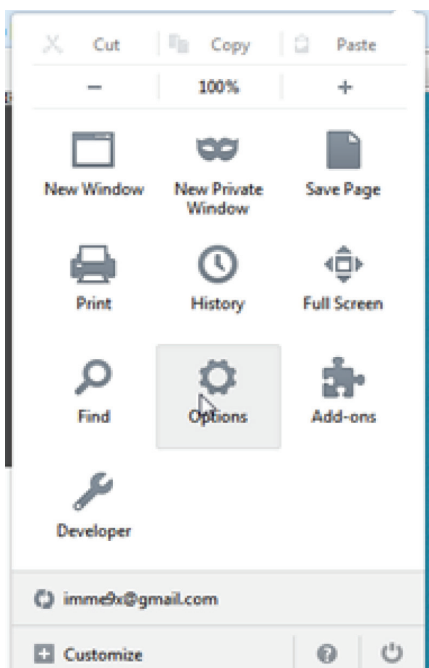 Cut Copy Paste
− 100% +
New Window New Private Window Save Page
Print History Full Screen
Find Options Add-ons
Developer
imme9x@gmail.com
Customize